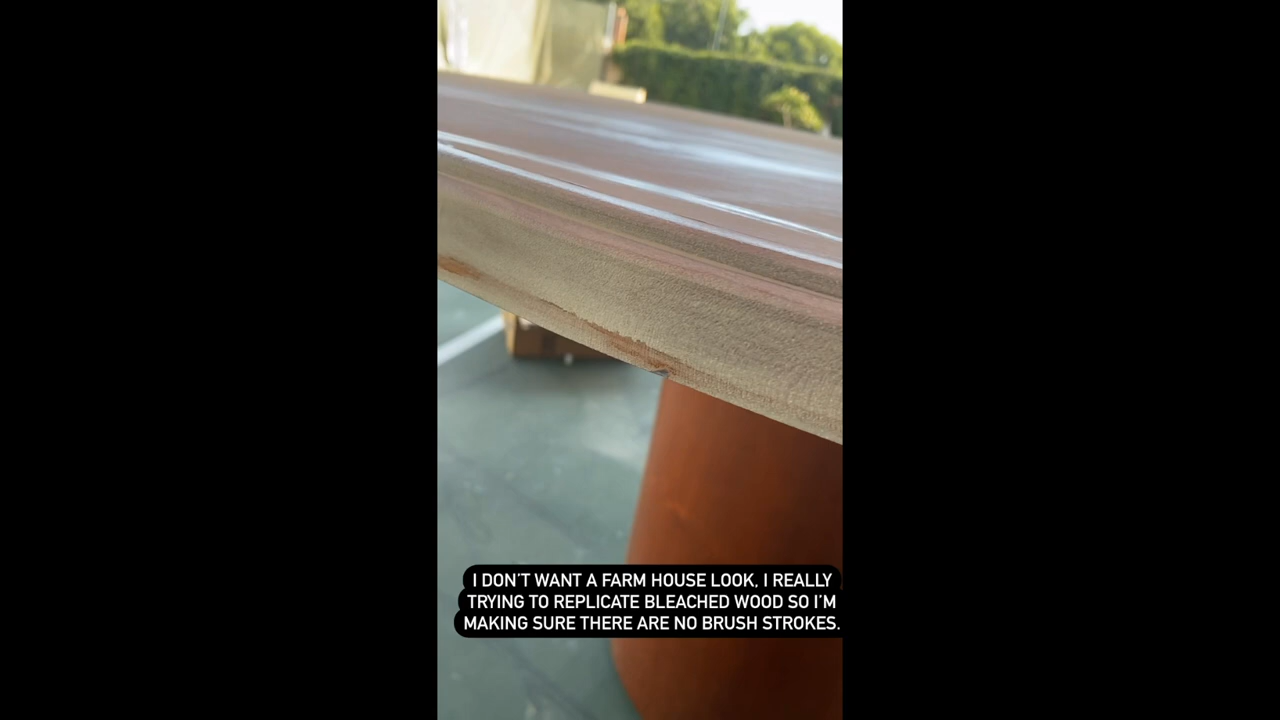 I DON'T WANT A FARM HOUSE LOOK, I REALLY
TRYING TO REPLICATE BLEACHED WOOD SO I'M
MAKING SURE THERE ARE NO BRUSH STROKES.